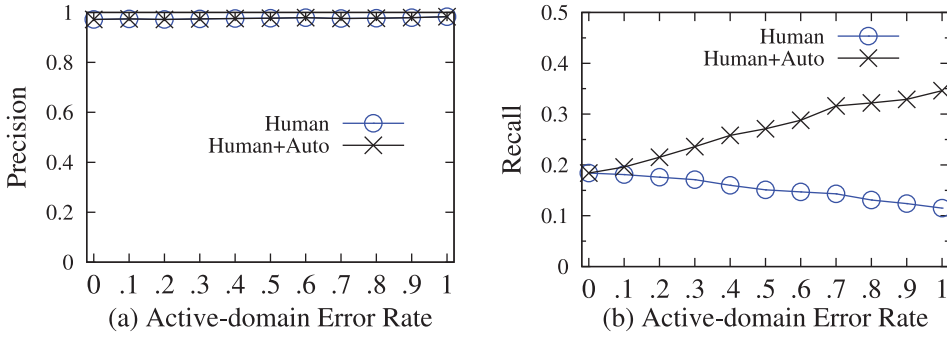 1
0.8
0.6
0.4
0.2
0
Precision
Human
Human+Auto
0 .1 .2 .3 .4 .5 .6 .7 .8 .9 1
(a) Active-domain Error Rate
0.5
0.4
0.3
0.2
0.1
0
Recall
Human
Human+Auto
0 .1 .2 .3 .4 .5 .6 .7 .8 .9 1
(b) Active-domain Error Rate